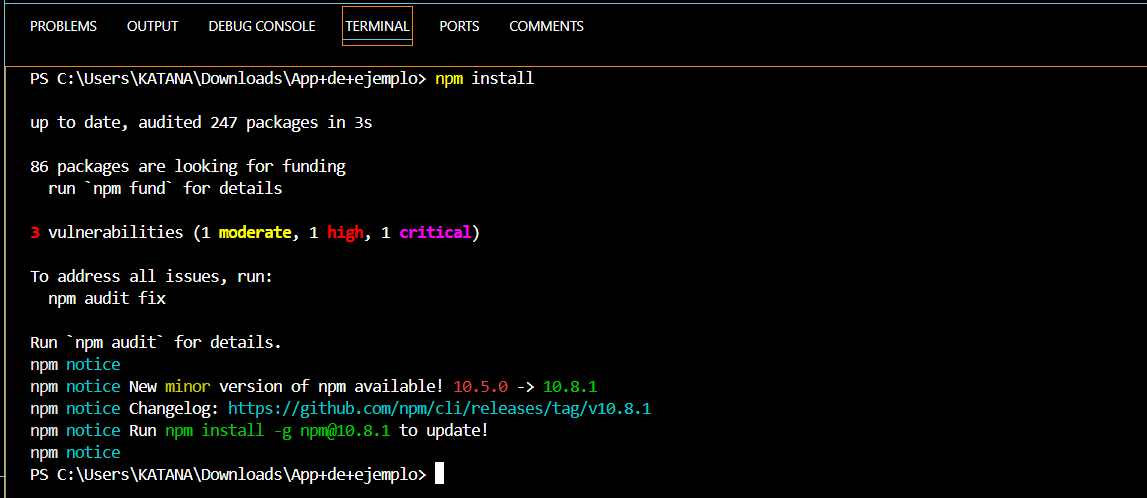 PROBLEMS OUTPUT DEBUG CONSOLE TERMINAL PORTS COMMENTS
PS C:\Users\KATANA\Downloads\App+de+ejemplo> npm install
up to date, audited 247 packages in 3s
86 packages are looking for funding
run `npm fund` for details
3 vulnerabilities (1 moderate, 1 high, 1 critical)
To address all issues, run:
npm audit fix
Run `npm audit` for details.
npm notice
npm notice New minor version of npm available! 10.5.0 -> 10.8.1
npm notice Changelog: https://github.com/npm/cli/releases/tag/v10.8.1
npm notice Run npm install -g npm@10.8.1 to update!
npm notice
PS C:\Users\KATANA\Downloads\App+de+ejemplo>